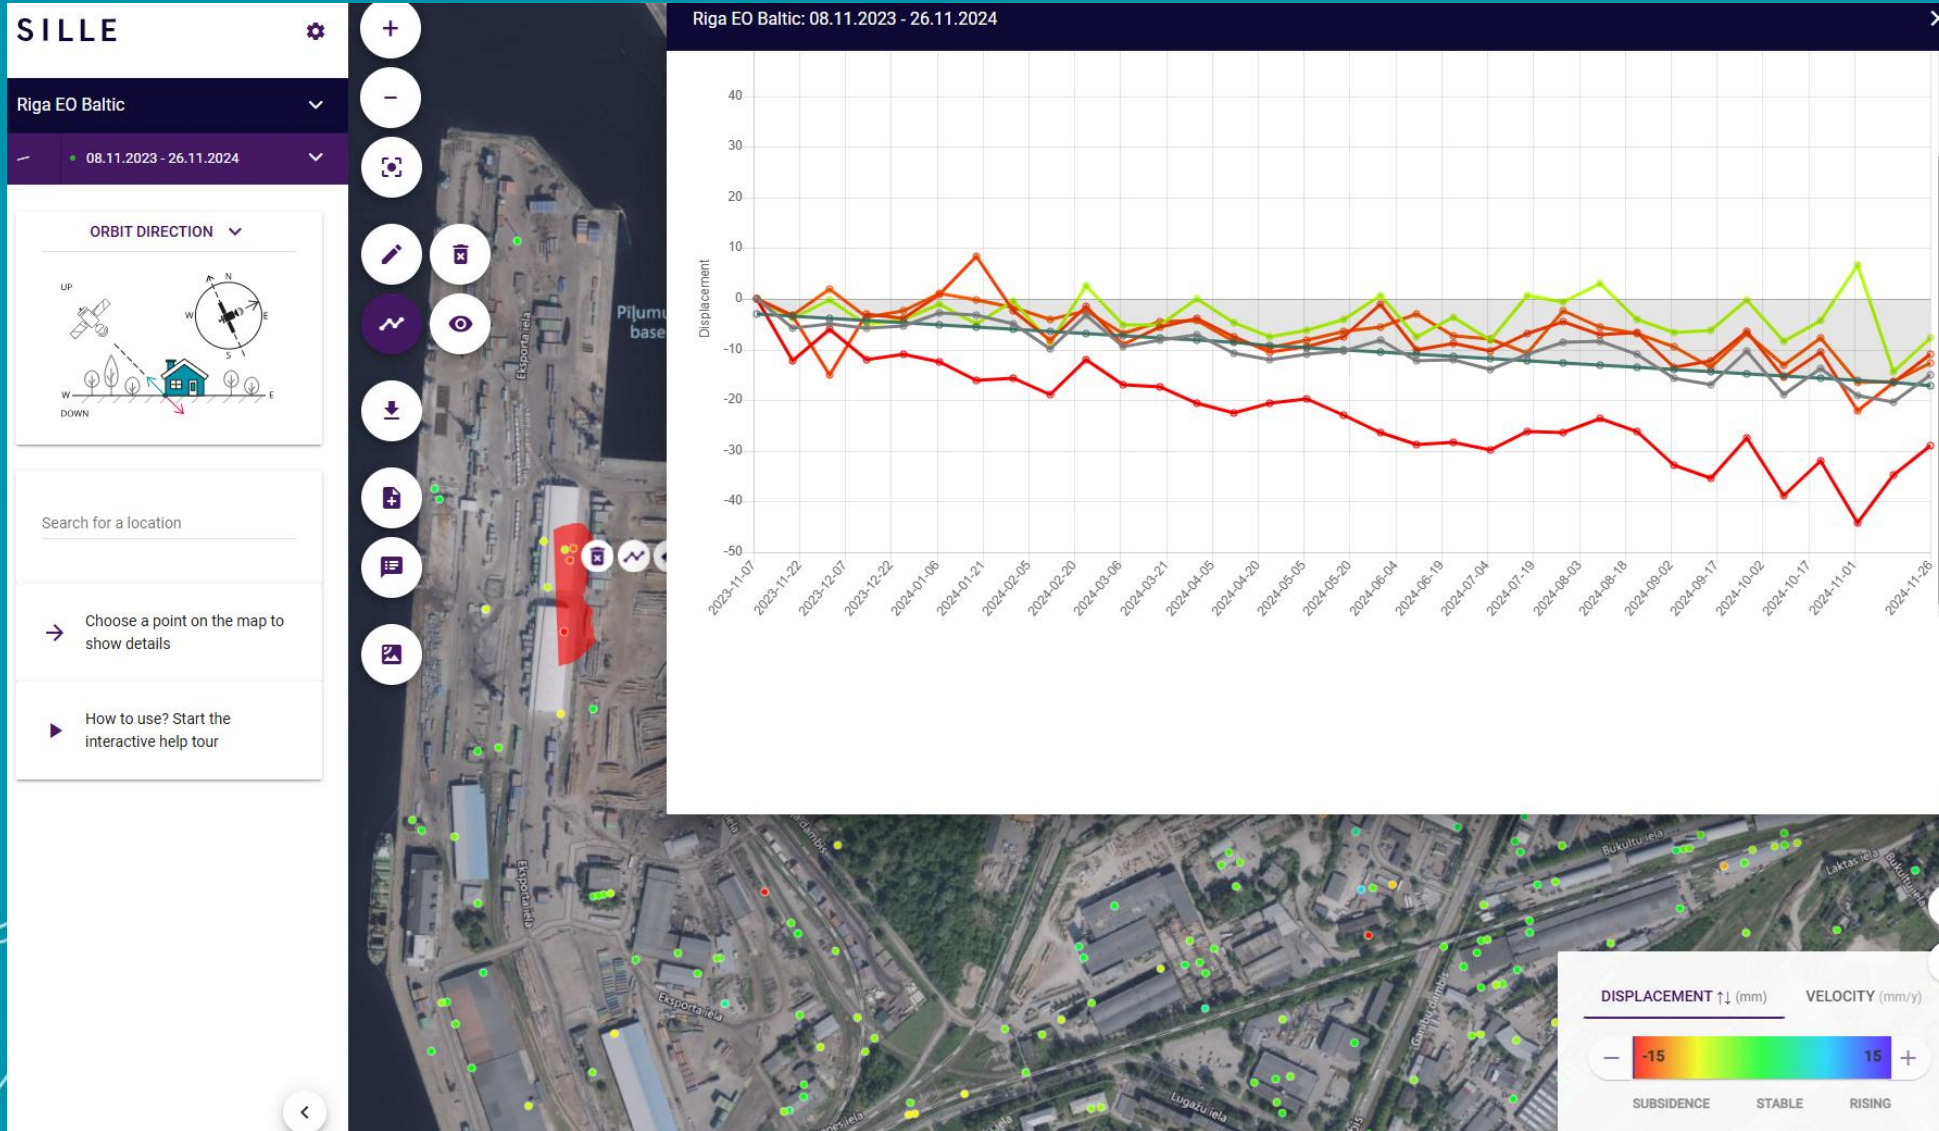 SILLE
Riga EO Baltic
08.11.2023 - 26.11.2024
ORBIT DIRECTION
UP
N
W
E
S
W
E
DOWN
Search for a location
Choose a point on the map to
show details
How to use? Start the
interactive help tour
Riga EO Baltic: 08.11.2023 - 26.11.2024
Displacement
40
30
20
10
0
-10
-20
-30
-40
-50
2023-11-07
2023-11-22
2023-12-07
2023-12-22
2024-01-06
2024-01-21
2024-02-05
2024-02-20
2024-03-06
2024-03-21
2024-04-05
2024-04-20
2024-05-05
2024-05-20
2024-06-04
2024-06-19
2024-07-04
2024-07-19
2024-08-03
2024-08-18
2024-09-02
2024-09-17
2024-10-02
2024-10-17
2024-11-01
2024-11-26
Eksporta iela
Eksporta iela
Eksporta iela
dambis
Bukultu iela
Laktas iela
Bukultu iela
Ganību dambis
Lugažu iela
DISPLACEMENT ↑↓ (mm)
VELOCITY (mm/y)
-15
15
SUBSIDENCE
STABLE
RISING